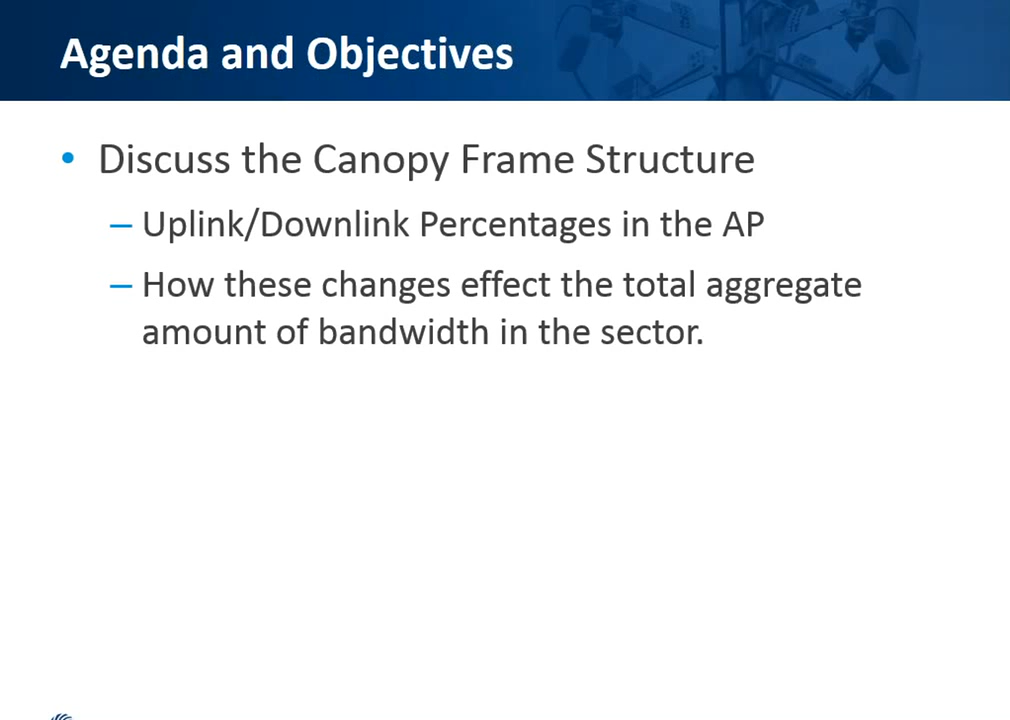 Agenda and Objectives
• Discuss the Canopy Frame Structure
– Uplink/Downlink Percentages in the AP
– How these changes effect the total aggregate
amount of bandwidth in the sector.